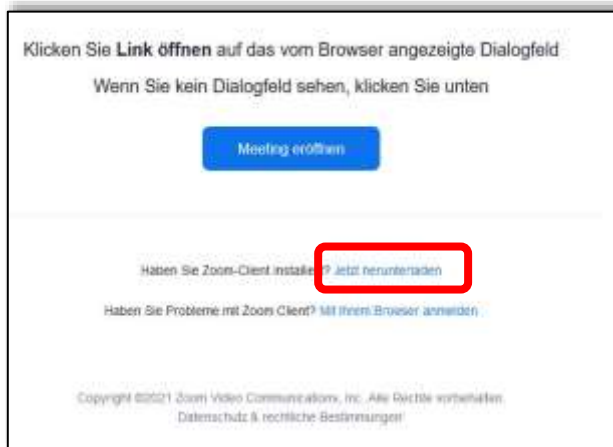 Klicken Sie Link öffnen auf das vom Browser angezeigte Dialogfeld
Wenn Sie kein Dialogfeld sehen, klicken Sie unten
Meeting eröffnen
Haben Sie Zoom-Client installiert? Jetzt herunterladen
Haben Sie Probleme mit Zoom Client? Mit Ihrem Browser anmelden
Copyright ©2021 Zoom Video Communications, Inc. Alle Rechte vorbehalten.
Datenschutz & rechtliche Bestimmungen